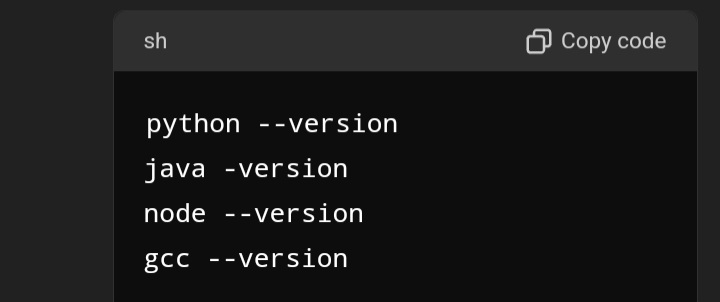 sh
Copy code
python --version
java -version
node --version
gcc --version